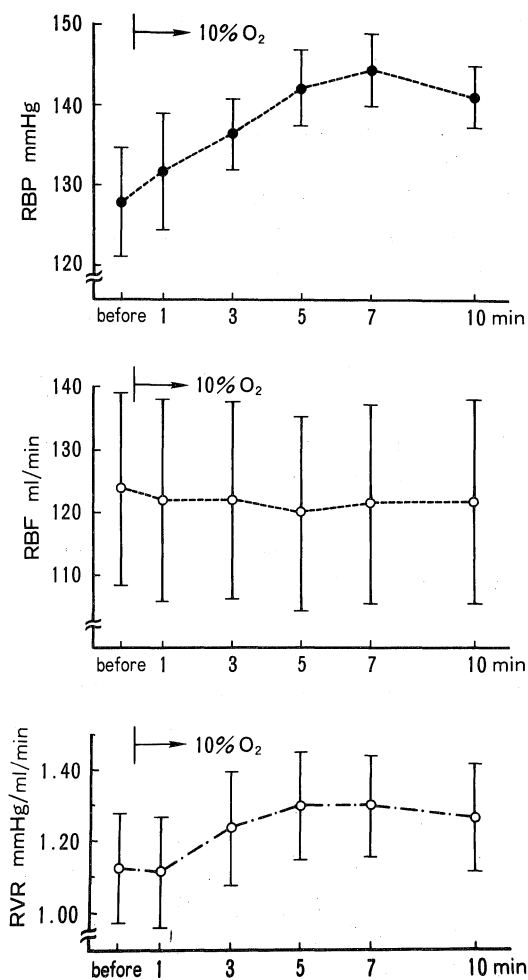 150
10% O₂
140
130
120
RBP mmHg
before 1 3 5 7 10 min
140
10% O₂
130
120
110
RBF ml/min
before 1 3 5 7 10 min
10% O₂
1.40
1.20
1.00
RVR mmHg/ml/min
before 1 3 5 7 10 min